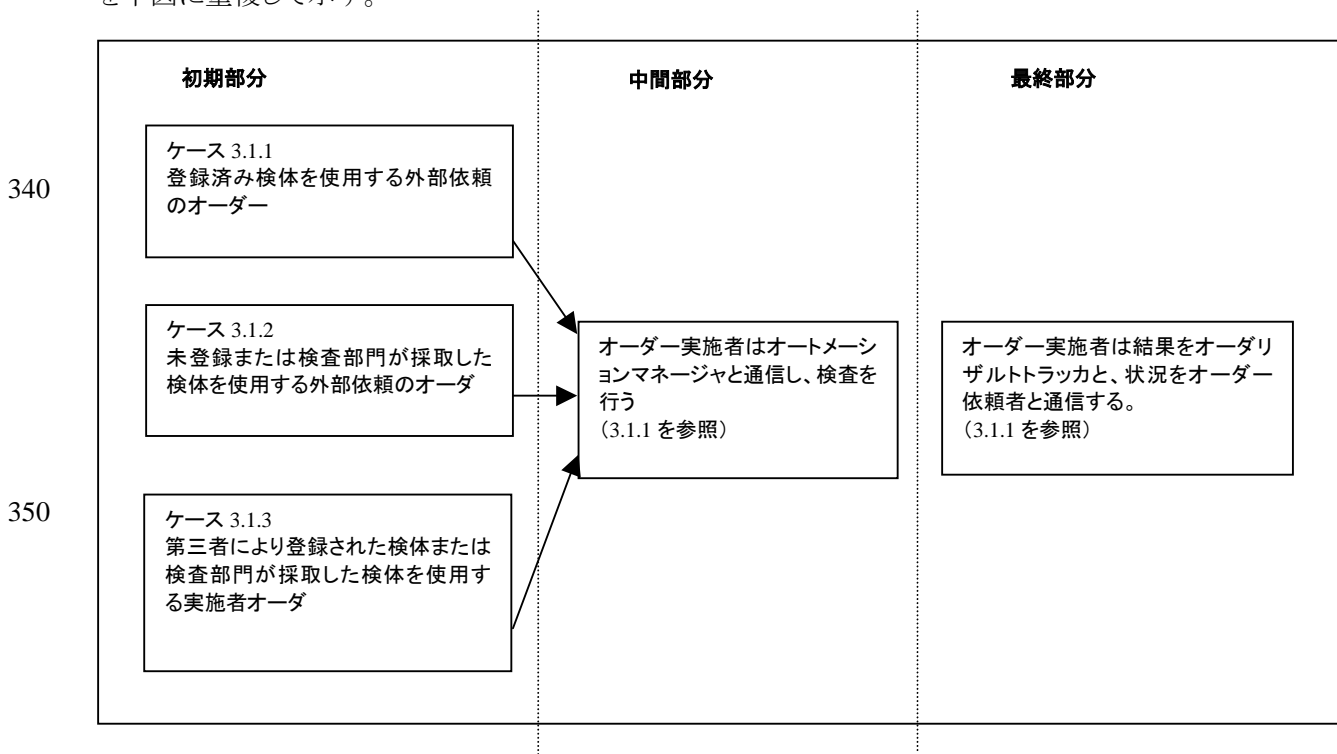 を下図に重複して示す。
初期部分
中間部分
最終部分
ケース 3.1.1
登録済み検体を使用する外部依頼
のオーダー
340
ケース 3.1.2
未登録または検査部門が採取した
検体を使用する外部依頼のオーダ
オーダー実施者はオートメーシ
ョンマネージャと通信し、検査を
行う
（3.1.1 を参照）
オーダー実施者は結果をオーダリ
ザルトトラッカと、状況をオーダー
依頼者と通信する。
（3.1.1 を参照）
350
ケース 3.1.3
第三者により登録された検体または
検査部門が採取した検体を使用す
る実施者オーダ